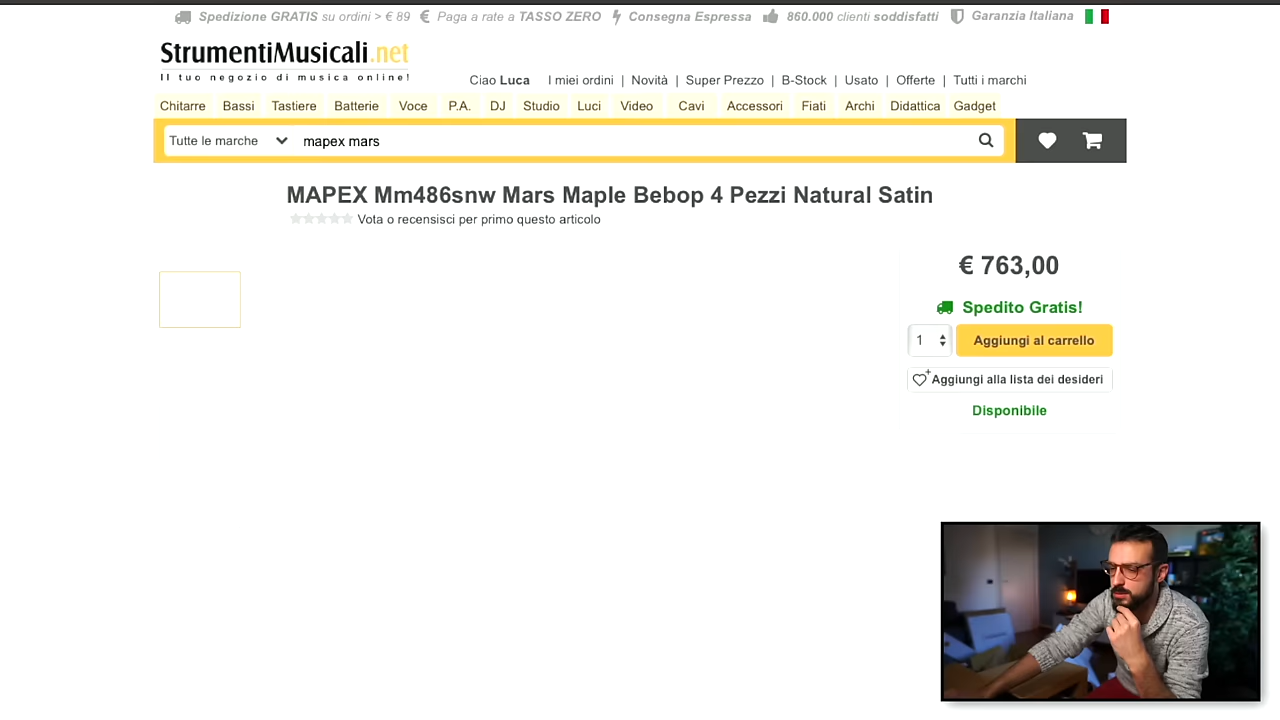 Spedizione GRATIS su ordini > € 89 € Paga a rate a TASSO ZERO Consegna Espressa 860.000 clienti soddisfatti Garanzia Italiana
StrumentiMusicali.net
Il tuo negozio di musica online!
Ciao Luca I miei ordini | Novità | Super Prezzo | B-Stock | Usato | Offerte | Tutti i marchi
Chitarre Bassi Tastiere Batterie Voce P.A. DJ Studio Luci Video Cavi Accessori Fiati Archi Didattica Gadget
Tutte le marche mapex mars
MAPEX Mm486snw Mars Maple Bebop 4 Pezzi Natural Satin
Vota o recensisci per primo questo articolo
€ 763,00
Spedito Gratis!
1 Aggiungi al carrello
Aggiungi alla lista dei desideri
Disponibile